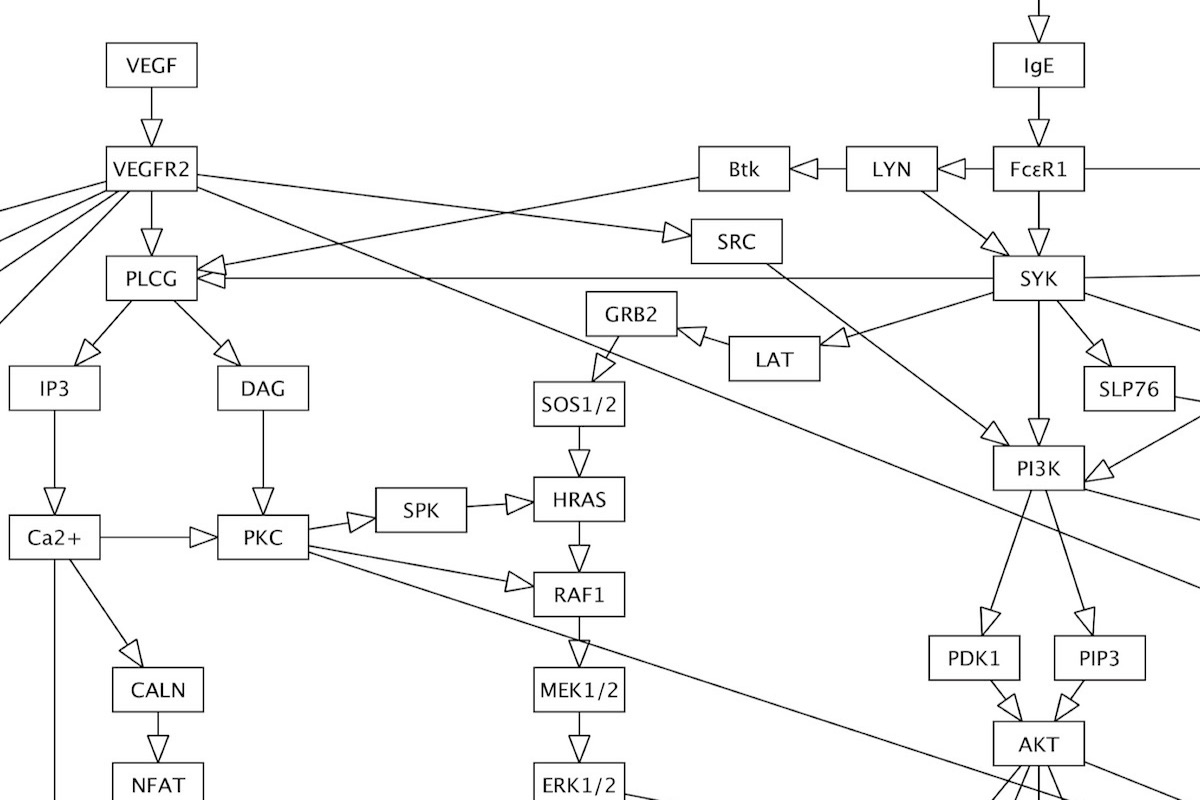 VEGF
IgE
VEGFR2
Btk
LYN
FcεR1
SRC
PLCG
SYK
GRB2
LAT
IP3
DAG
SOS1/2
SLP76
PI3K
SPK
HRAS
Ca2+
PKC
RAF1
PDK1
PIP3
CALN
MEK1/2
AKT
NFAT
ERK1/2